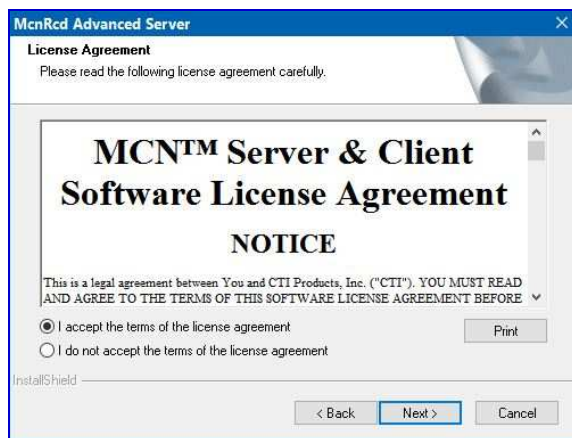 McnRcd Advanced Server
License Agreement
Please read the following license agreement carefully.
MCN™ Server & Client
Software License Agreement
NOTICE
This is a legal agreement between You and CTI Products, Inc. ("CTI"). YOU MUST READ
AND AGREE TO THE TERMS OF THIS SOFTWARE LICENSE AGREEMENT BEFORE
I accept the terms of the license agreement
Print
I do not accept the terms of the license agreement
InstallShield
< Back
Next >
Cancel